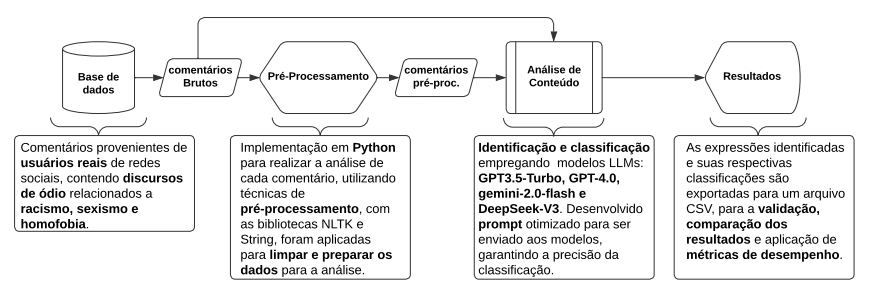 Base de
dados
comentários
Brutos
Pré-Processamento
comentários
pré-proc.
Análise de
Conteúdo
Resultados
Comentários provenientes de
usuários reais de redes
sociais, contendo discursos
de ódio relacionados a
racismo, sexismo e
homofobia.
Implementação em Python
para realizar a análise de
cada comentário, utilizando
técnicas de
pré-processamento, com
as bibliotecas NLTK e
String, foram aplicadas
para limpar e preparar os
dados para a análise.
Identificação e classificação
empregando modelos LLMs:
GPT3.5-Turbo, GPT-4.0,
gemini-2.0-flash e
DeepSeek-V3. Desenvolvido
prompt otimizado para ser
enviado aos modelos,
garantindo a precisão da
classificação.
As expressões identificadas
e suas respectivas
classificações são
exportadas para um arquivo
CSV, para a validação,
comparação dos
resultados e aplicação de
métricas de desempenho.